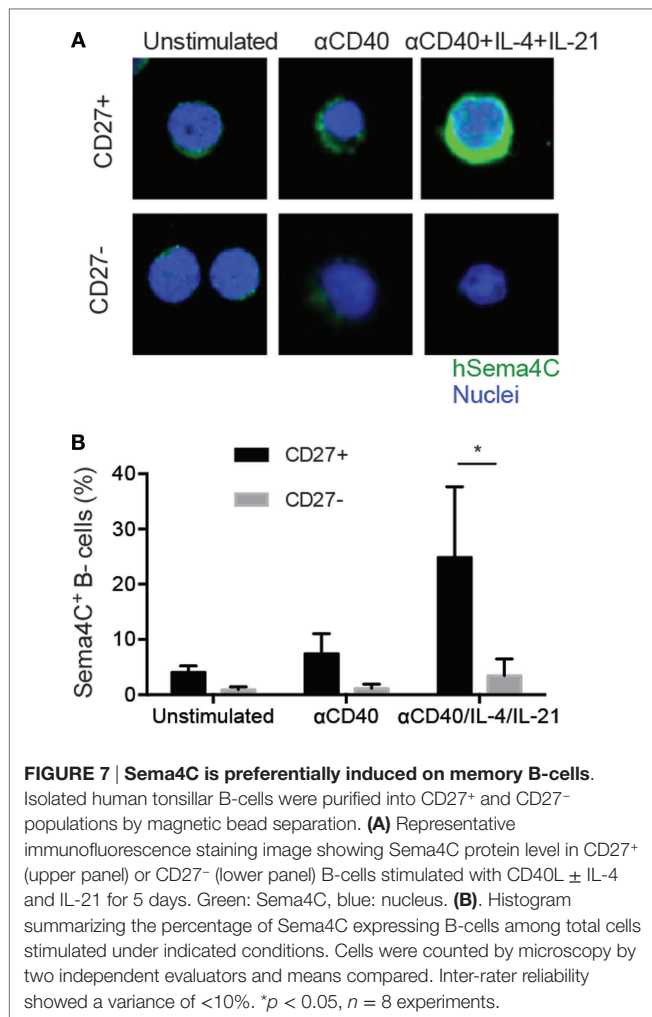 A
Unstimulated αCD40 αCD40+IL-4+IL-21
CD27+
CD27-
hSema4C
Nuclei
B
CD27+
CD27-
Sema4C⁺ B- cells (%)
40
30
20
10
0
Unstimulated αCD40 αCD40/IL-4/IL-21
*
FIGURE 7 | Sema4C is preferentially induced on memory B-cells.
Isolated human tonsillar B-cells were purified into CD27⁺ and CD27⁻
populations by magnetic bead separation. (A) Representative
immunofluorescence staining image showing Sema4C protein level in CD27⁺
(upper panel) or CD27⁻ (lower panel) B-cells stimulated with CD40L ± IL-4
and IL-21 for 5 days. Green: Sema4C, blue: nucleus. (B). Histogram
summarizing the percentage of Sema4C expressing B-cells among total cells
stimulated under indicated conditions. Cells were counted by microscopy by
two independent evaluators and means compared. Inter-rater reliability
showed a variance of <10%. *p < 0.05, n = 8 experiments.